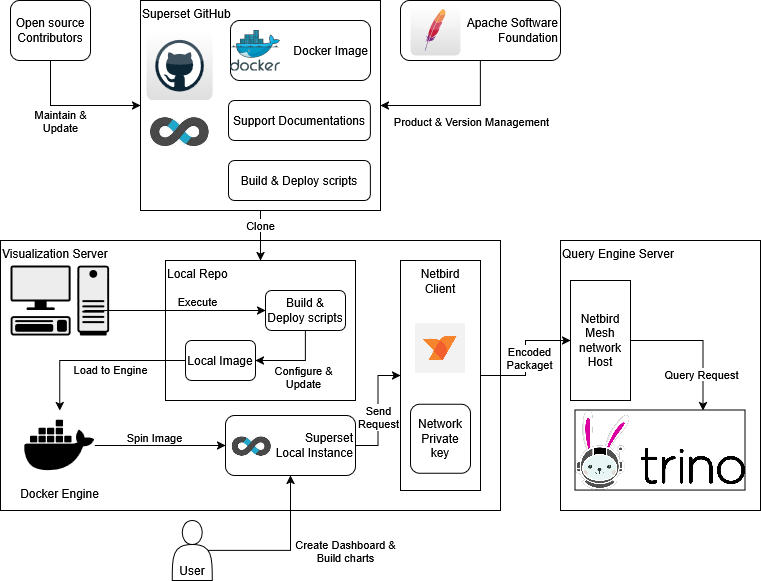 Open source
Contributors
Superset GitHub
docker
Docker Image
Apache Software
Foundation
Maintain &
Update
Support Documentations
Product & Version Management
Build & Deploy scripts
Clone
Visualization Server
Local Repo
Netbird
Client
Query Engine Server
Execute
Build &
Deploy scripts
Netbird
Mesh
network
Host
Local Image
Load to Engine
Configure &
Update
Encoded
Packaget
Query Request
Send
Request
Network
Private
key
Spin Image
Superset
Local Instance
trino
Docker Engine
Create Dashboard &
Build charts
User